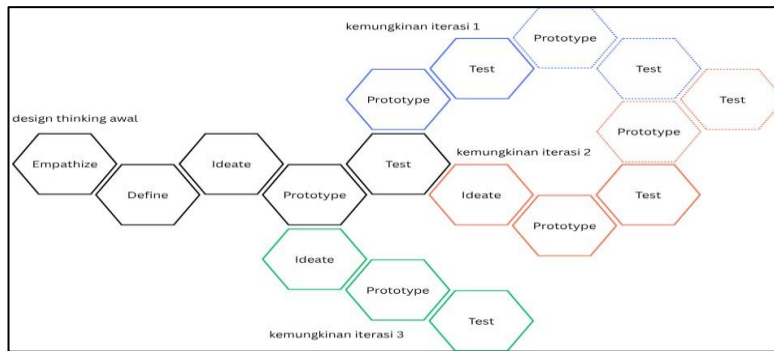 kemungkinan iterasi 1
Prototype
Test
Test
Prototype
Test
design thinking awal
Prototype
kemungkinan iterasi 2
Empathize
Ideate
Test
Define
Prototype
Ideate
Test
Prototype
Ideate
Prototype
Test
kemungkinan iterasi 3